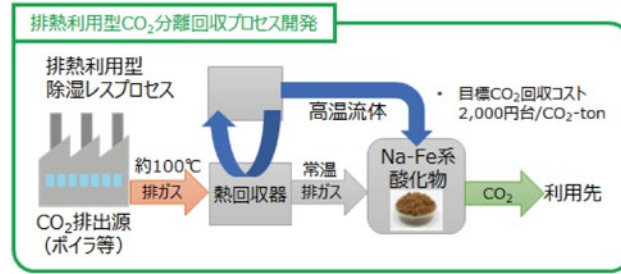 排熱利用型CO₂分離回収プロセス開発
排熱利用型
除湿レスプロセス
高温流体
・ 目標CO₂回収コスト
2,000円台/CO₂-ton
約100℃
排ガス
熱回収器
常温
排ガス
Na-Fe系
酸化物
CO₂
利用先
CO₂排出源
(ボイラ等)